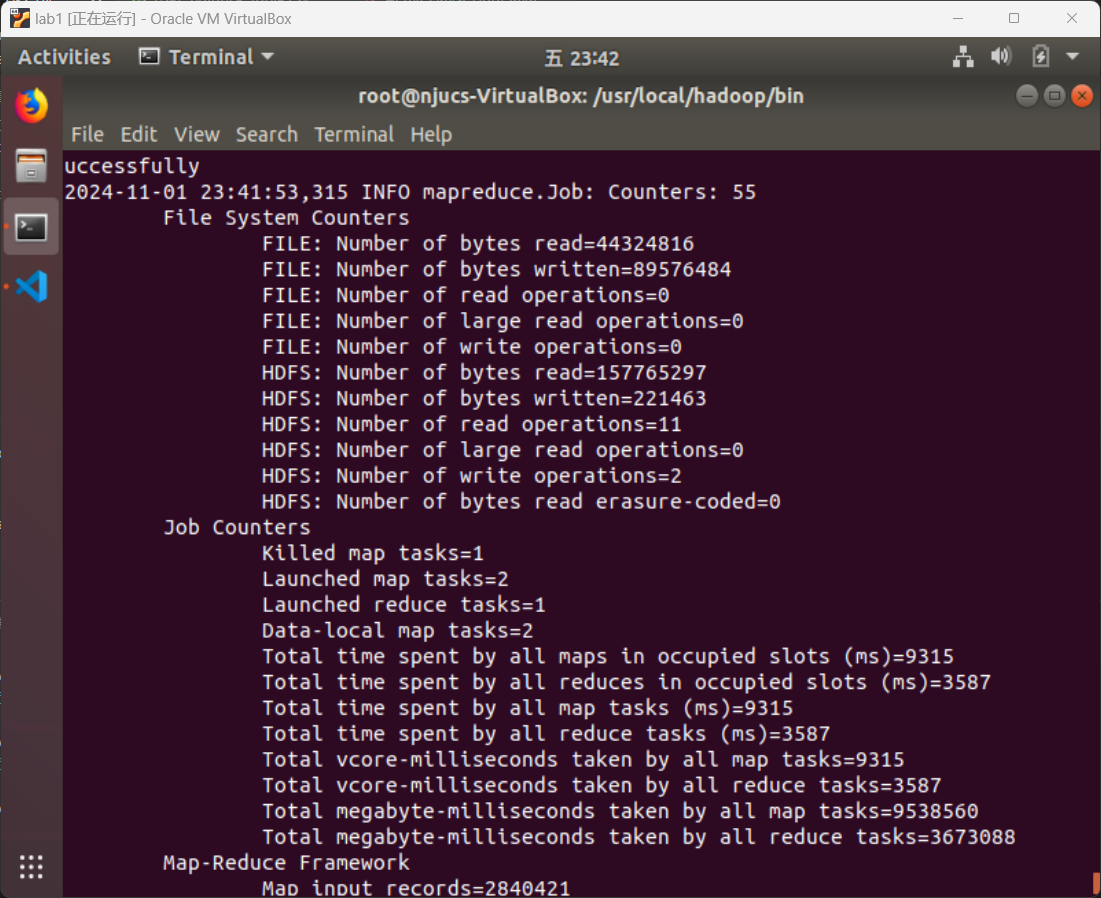 lab1 [正在运行] - Oracle VM VirtualBox
Activities Terminal 五 23:42
root@njucs-VirtualBox: /usr/local/hadoop/bin
File Edit View Search Terminal Help
uccessfully
2024-11-01 23:41:53,315 INFO mapreduce.Job: Counters: 55
File System Counters
FILE: Number of bytes read=44324816
FILE: Number of bytes written=89576484
FILE: Number of read operations=0
FILE: Number of large read operations=0
FILE: Number of write operations=0
HDFS: Number of bytes read=157765297
HDFS: Number of bytes written=221463
HDFS: Number of read operations=11
HDFS: Number of large read operations=0
HDFS: Number of write operations=2
HDFS: Number of bytes read erasure-coded=0
Job Counters
Killed map tasks=1
Launched map tasks=2
Launched reduce tasks=1
Data-local map tasks=2
Total time spent by all maps in occupied slots (ms)=9315
Total time spent by all reduces in occupied slots (ms)=3587
Total time spent by all map tasks (ms)=9315
Total time spent by all reduce tasks (ms)=3587
Total vcore-milliseconds taken by all map tasks=9315
Total vcore-milliseconds taken by all reduce tasks=3587
Total megabyte-milliseconds taken by all map tasks=9538560
Total megabyte-milliseconds taken by all reduce tasks=3673088
Map-Reduce Framework
Map input records=2840421